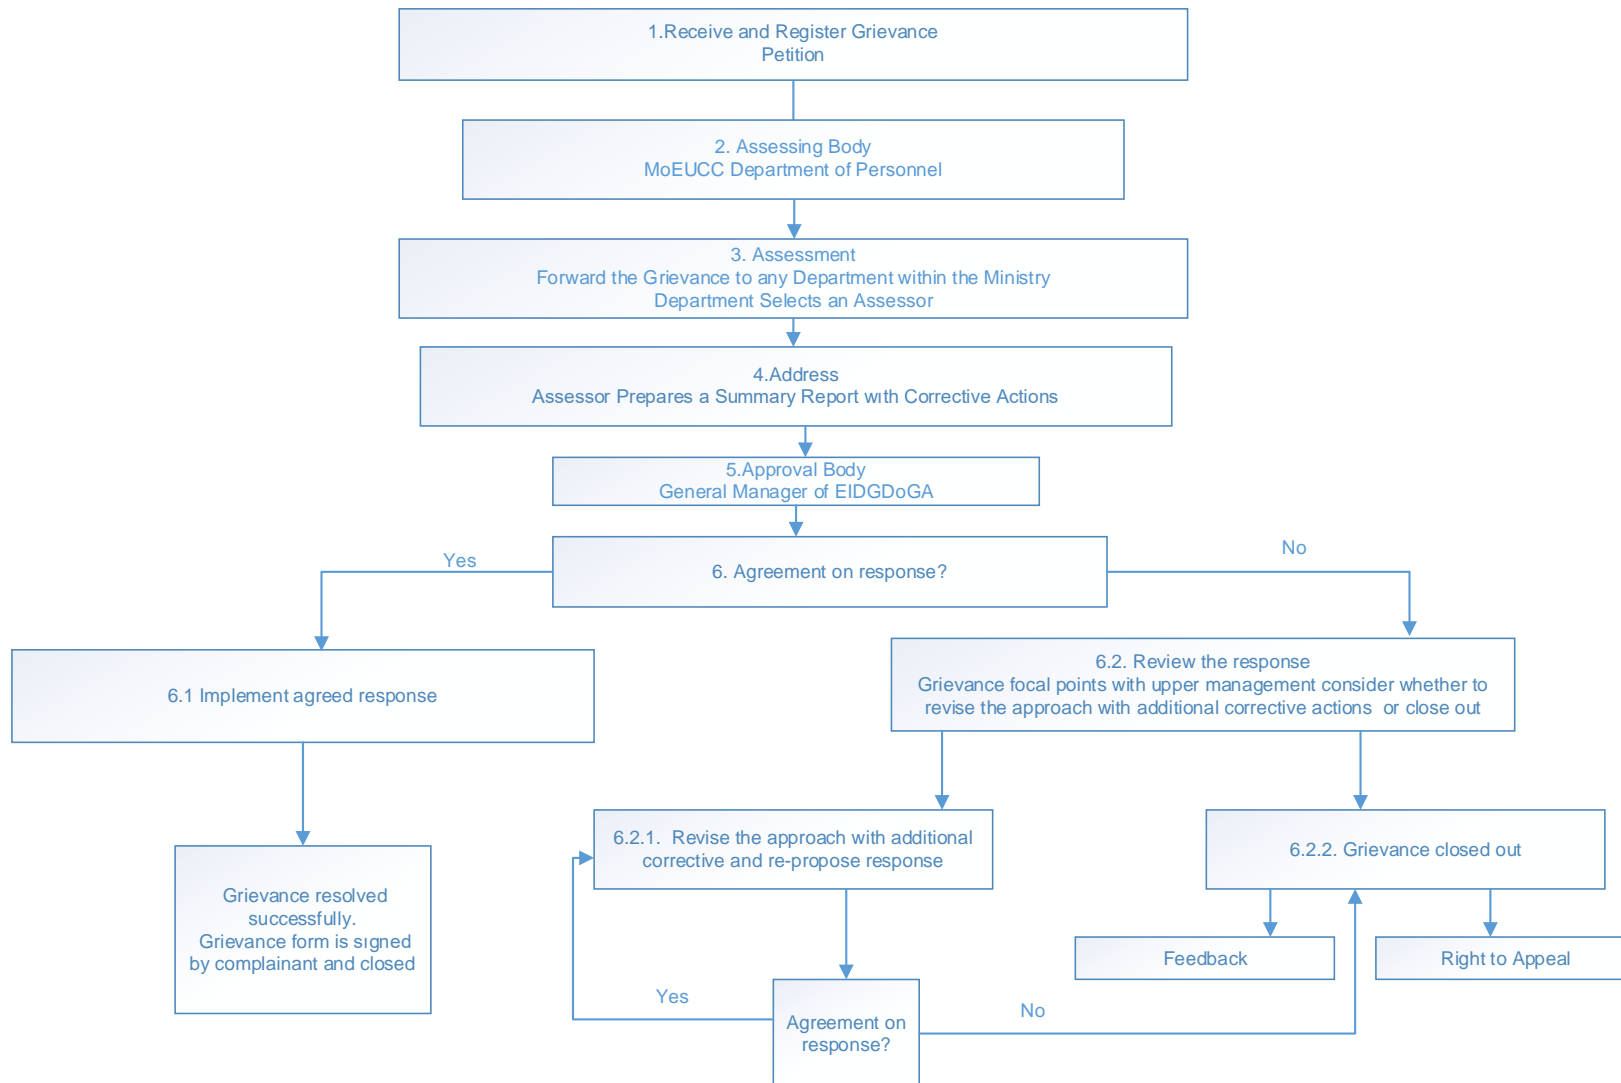 1.Receive and Register Grievance
Petition
2. Assessing Body
MoEUCC Department of Personnel
3. Assessment
Forward the Grievance to any Department within the Ministry
Department Selects an Assessor
4.Address
Assessor Prepares a Summary Report wıth Corrective Actions
5.Approval Body
General Manager of EIDGDoGA
Yes
No
6. Agreement on response?
6.1 Implement agreed response
6.2. Review the response
Grievance focal points with upper management consider whether to
revise the approach with additional corrective actions  or close out
6.2.1.  Revise the approach with additional
corrective and re-propose response
6.2.2. Grievance closed out
Grievance resolved
successfully.
Grievance form is sıgned
by complainant and closed
Feedback
Right to Appeal
Yes
No
Agreement on
response?